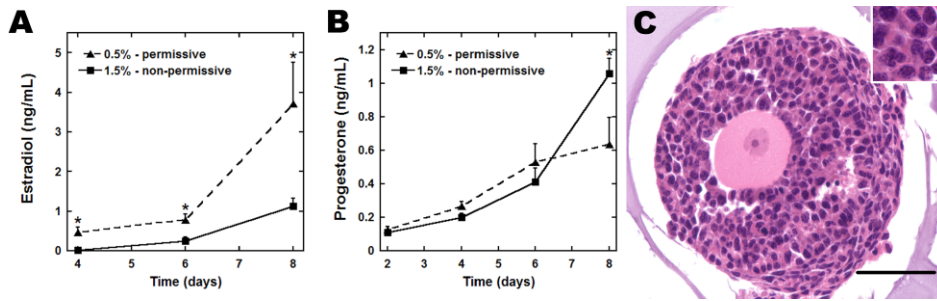 A
Estradiol (ng/mL)
5
4
3
2
1
0
0.5% - permissive
1.5% - non-permissive
*
*
*
4
5
6
7
8
Time (days)
B
Progesterone (ng/mL)
1.2
1
0.8
0.6
0.4
0.2
0
0.5% - permissive
1.5% - non-permissive
*
2
3
4
5
6
7
8
Time (days)
C